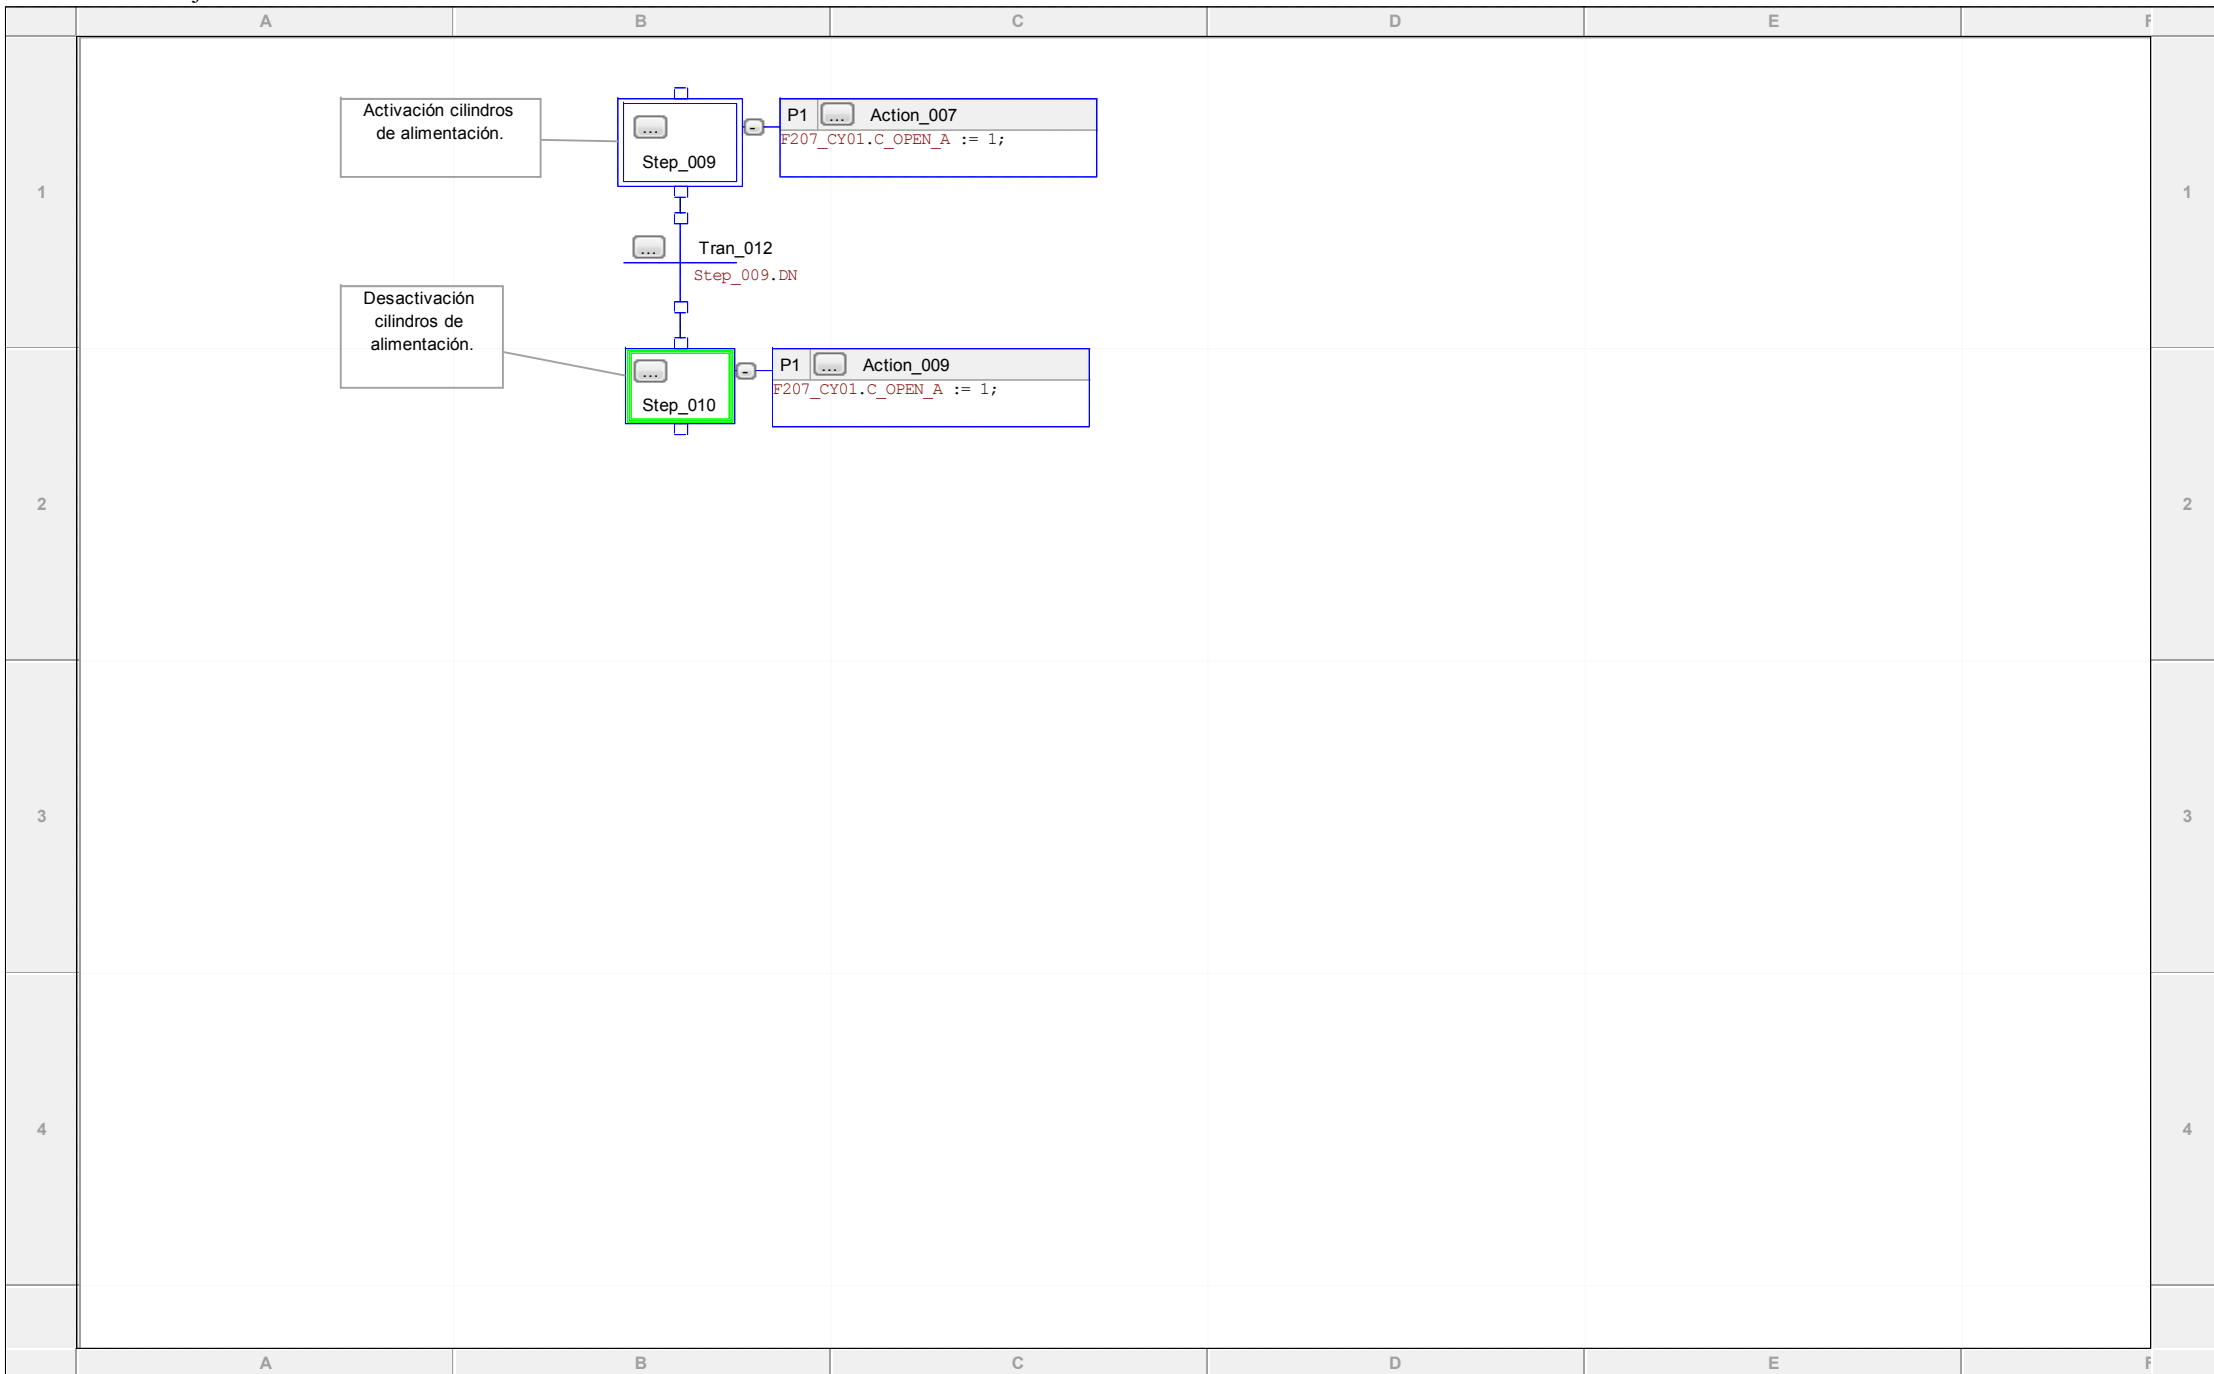 A B C D E F
Activación cilindros
de alimentación.
...
Step_009
-
P1 ... Action_007
F207_CY01.C_OPEN_A := 1;
1 1
... Tran_012
Step_009.DN
Desactivación
cilindros de
alimentación.
...
Step_010
-
P1 ... Action_009
F207_CY01.C_OPEN_A := 1;
2 2
3 3
4 4
A B C D E F